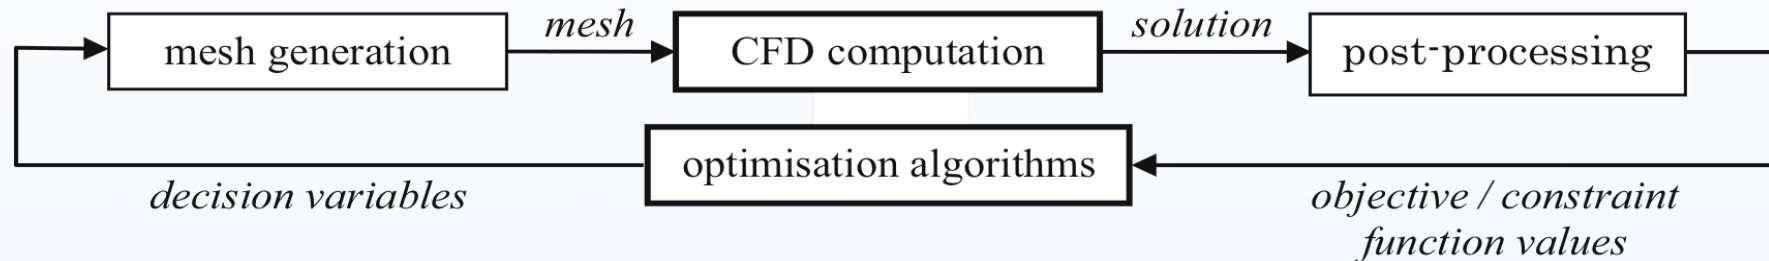 mesh
solution
mesh generation
CFD computation
post-processing
optimisation algorithms
decision variables
objective / constraint
function values